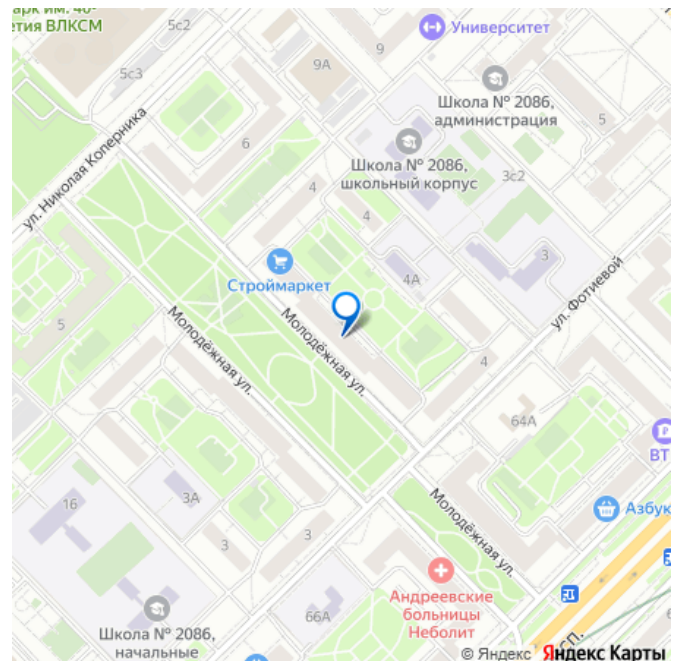 арк им. 40-
етия ВЛКСМ
5с2
Университет
9
9А
5с3
Школа № 2086,
администрация
5
6
ул. Николая Коперника
Школа № 2086,
школьный корпус
3с2
4
4
3
4А
Строймаркет
ул. Фотиевой
5
Молодёжная ул.
Молодёжная ул.
4
64А
ВТ
16
3А
Азбук
3
3
Молодёжная ул.
Андреевские
больницы
Неболит
66А
Школа № 2086,
начальные
сп.
© Яндекс Яндекс Карты